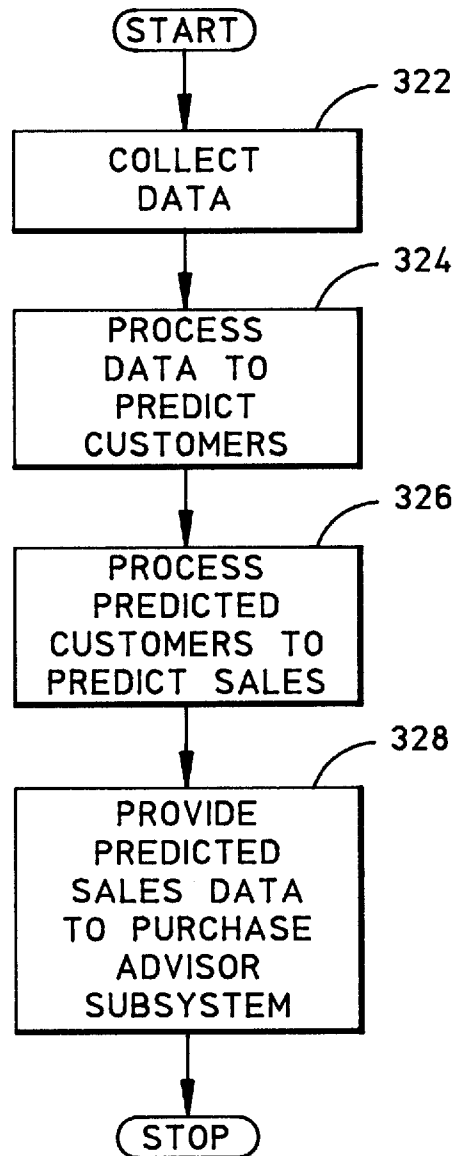 START
322
COLLECT
DATA
324
PROCESS
DATA TO
PREDICT
CUSTOMERS
326
PROCESS
PREDICTED
CUSTOMERS TO
PREDICT SALES
328
PROVIDE
PREDICTED
SALES DATA
TO PURCHASE
ADVISOR
SUBSYSTEM
STOP